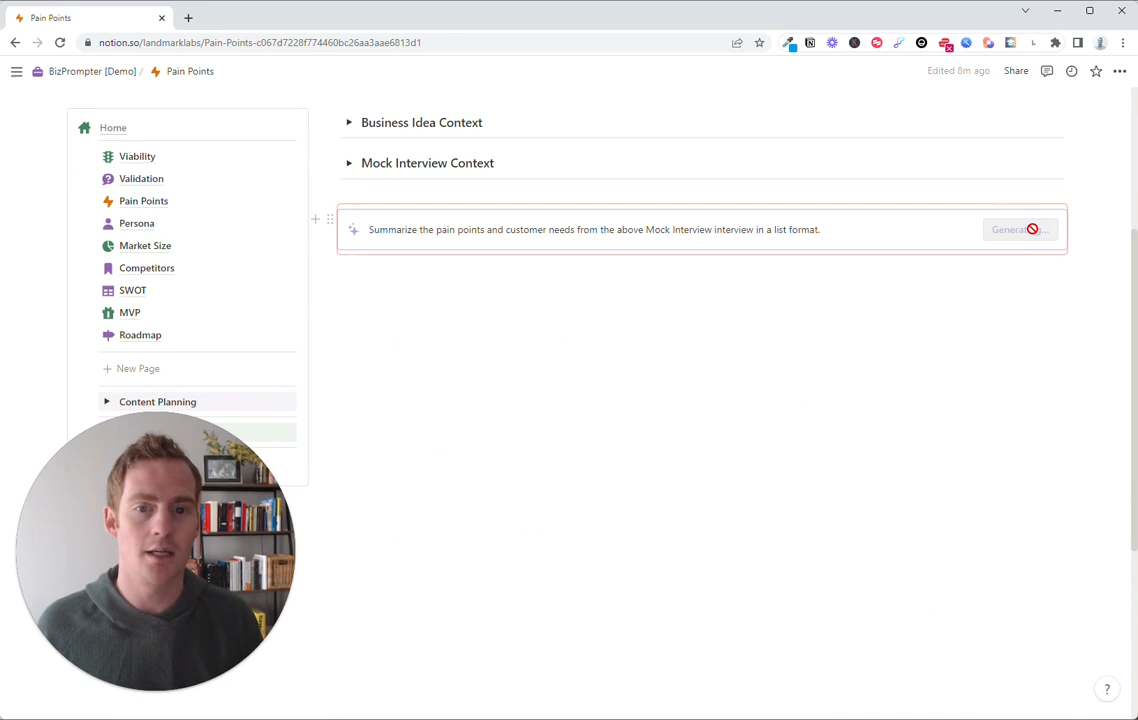 Pain Points
notion.so/landmarklabs/Pain-Points-c067d7228f774460bc26aa3aae6813d1
BizPrompter [Demo] / Pain Points
Edited 8m ago
Share
Home
Viability
Validation
Pain Points
Persona
Market Size
Competitors
SWOT
MVP
Roadmap
New Page
Content Planning
Business Idea Context
Mock Interview Context
Summarize the pain points and customer needs from the above Mock Interview interview in a list format.
Generating...
?